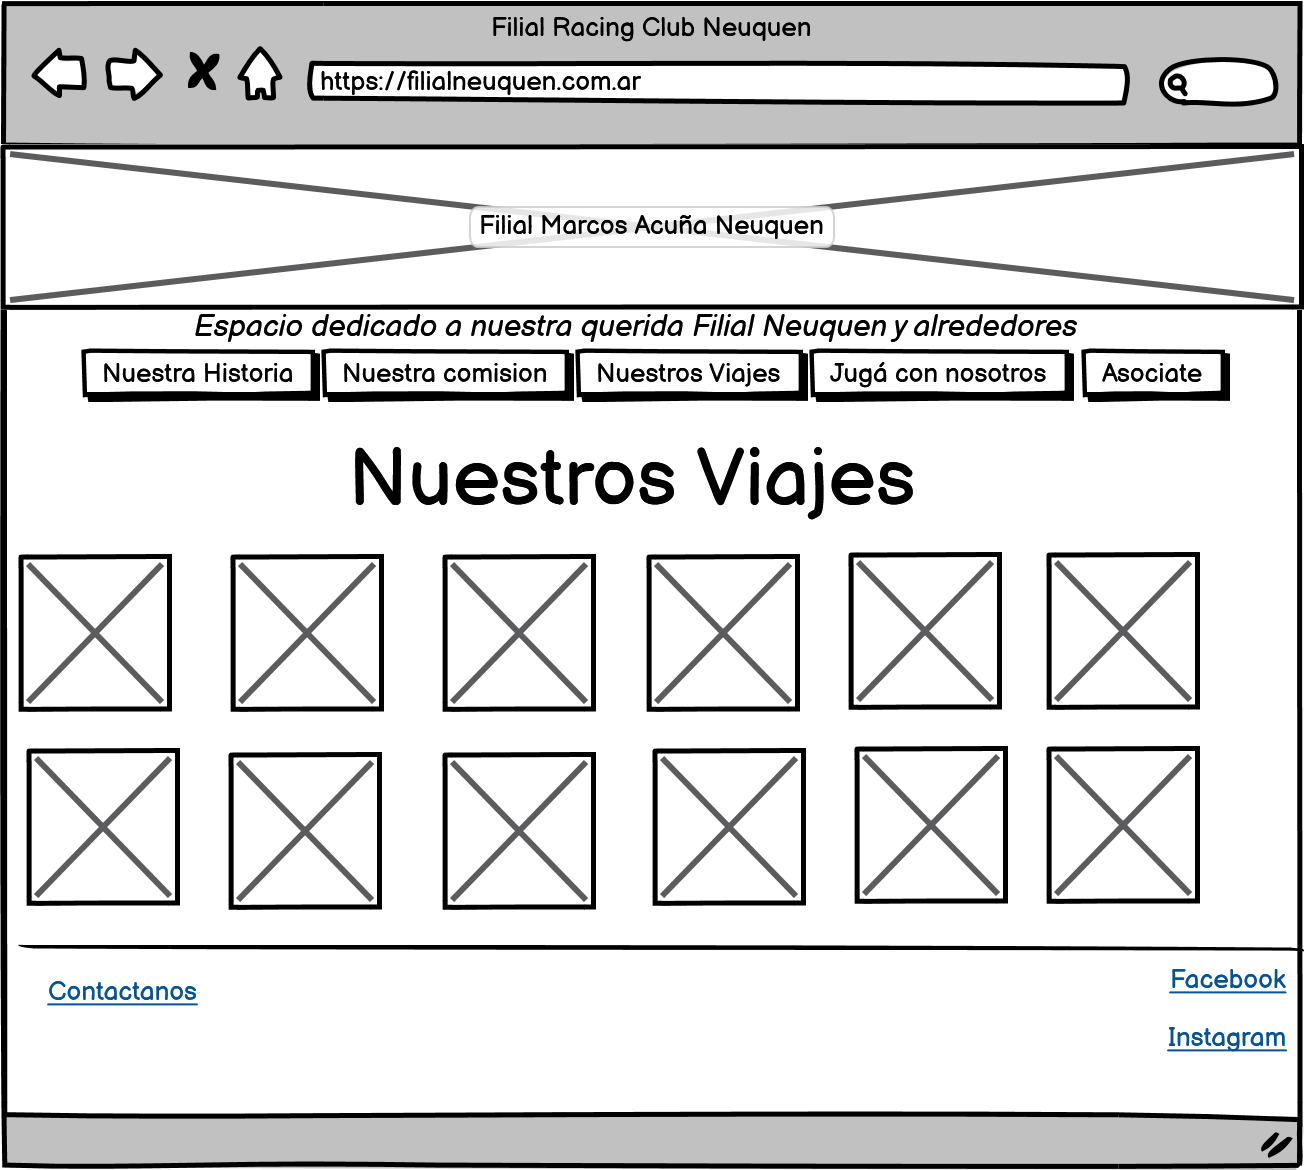 Filial Racing Club Neuquen
https://filialneuquen.com.ar
Filial Marcos Acuña Neuquen
Espacio dedicado a nuestra querida Filial Neuquen y alrededores
Nuestra Historia
Nuestra comision
Nuestros Viajes
Jugá con nosotros
Asociate
Nuestros Viajes
Contactanos
Facebook
Instagram